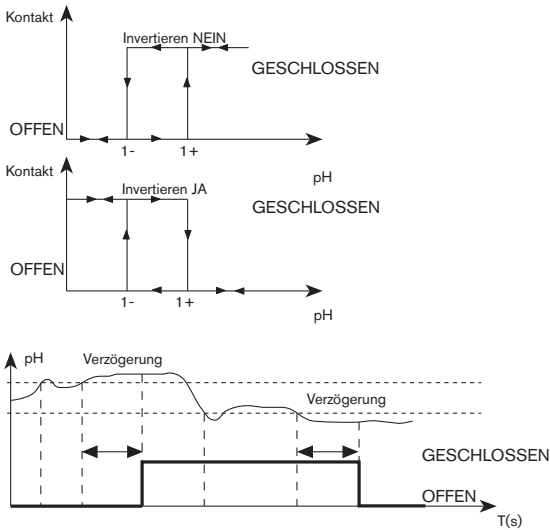 Kontakt
Invertieren NEIN
GESCHLOSSEN
OFFEN
1- 1+
pH
Kontakt
Invertieren JA
GESCHLOSSEN
OFFEN
1- 1+
pH
pH
Verzögerung
Verzögerung
GESCHLOSSEN
OFFEN
T(s)